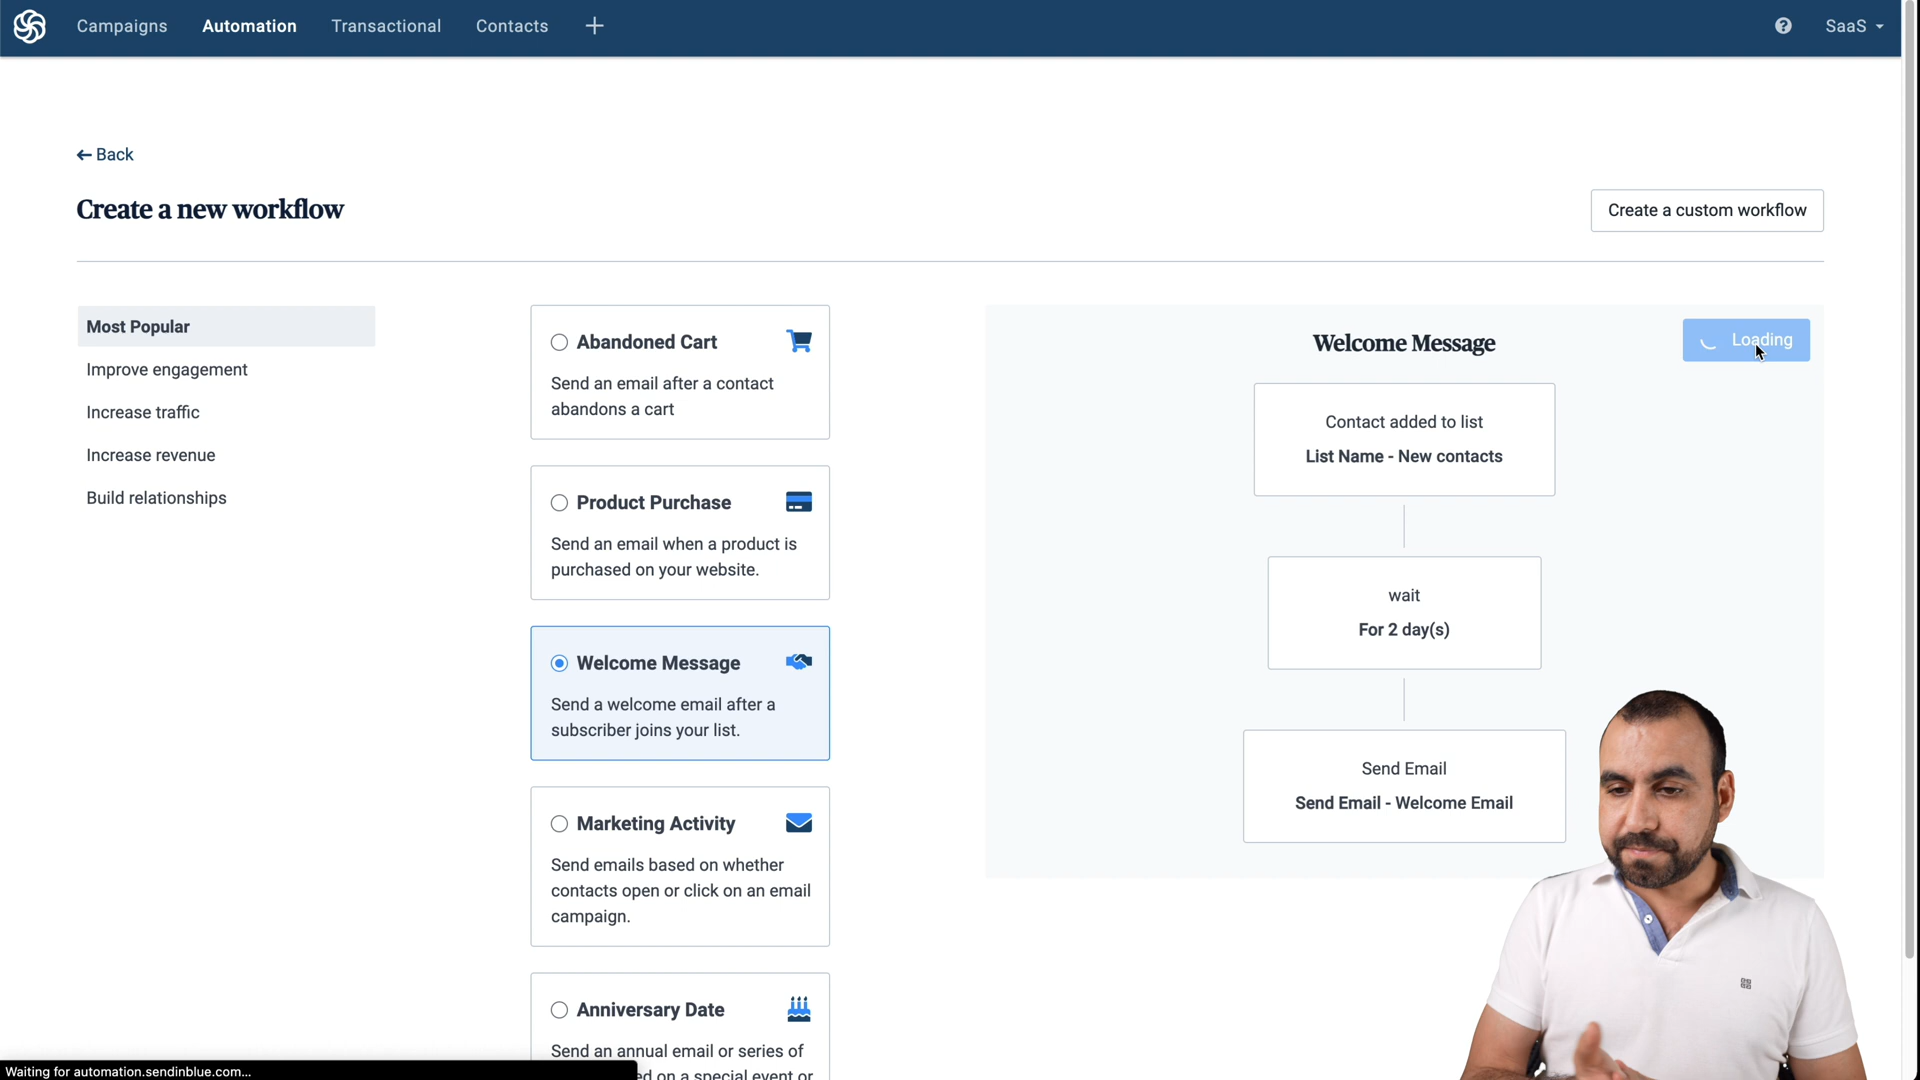 Campaigns
Automation
Transactional
Contacts
SaaS
Back
Create a new workflow
Create a custom workflow
Most Popular
Improve engagement
Increase traffic
Increase revenue
Build relationships
Abandoned Cart
Send an email after a contact
abandons a cart
Product Purchase
Send an email when a product is
purchased on your website.
Welcome Message
Send a welcome email after a
subscriber joins your list.
Marketing Activity
Send emails based on whether
contacts open or click on an email
campaign.
Anniversary Date
Send an annual email or series of
on a special event or
Welcome Message
Loading
Contact added to list
List Name - New contacts
wait
For 2 day(s)
Send Email
Send Email - Welcome Email
Waiting for automation.sendinblue.com...